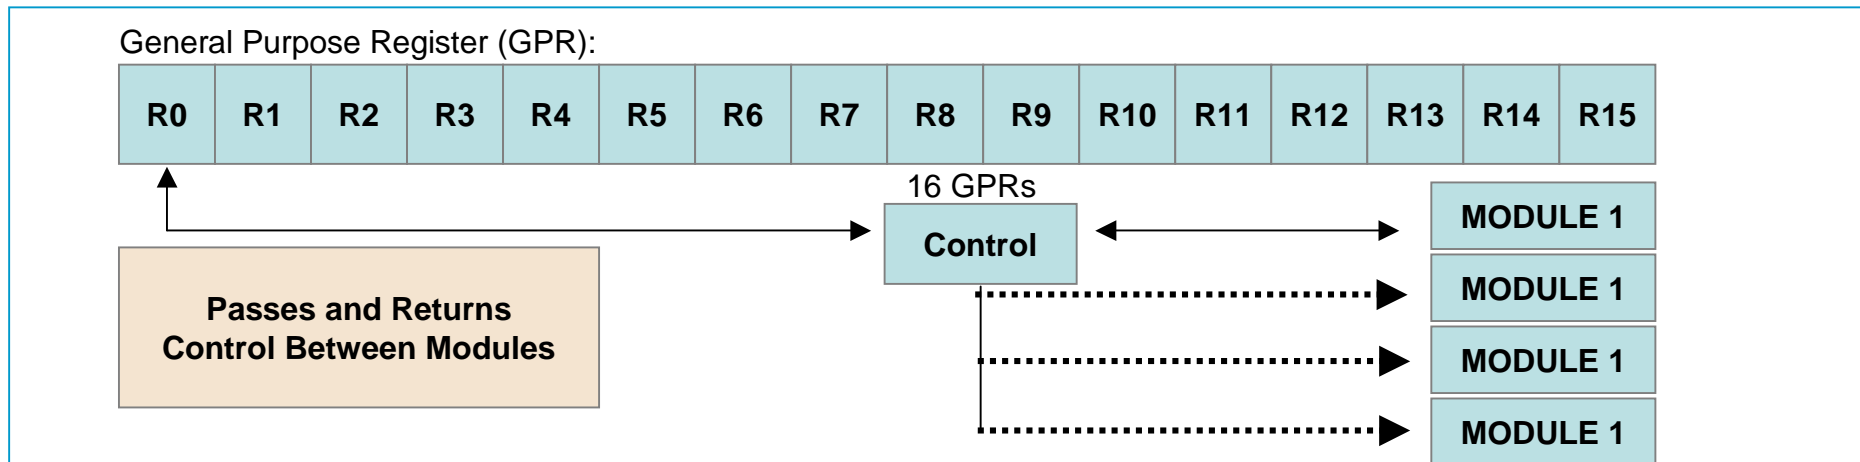 General Purpose Register (GPR):
R0 R1 R2 R3 R4 R5 R6 R7 R8 R9 R10 R11 R12 R13 R14 R15
16 GPRs
Control
MODULE 1
MODULE 1
MODULE 1
MODULE 1
Passes and Returns
Control Between Modules